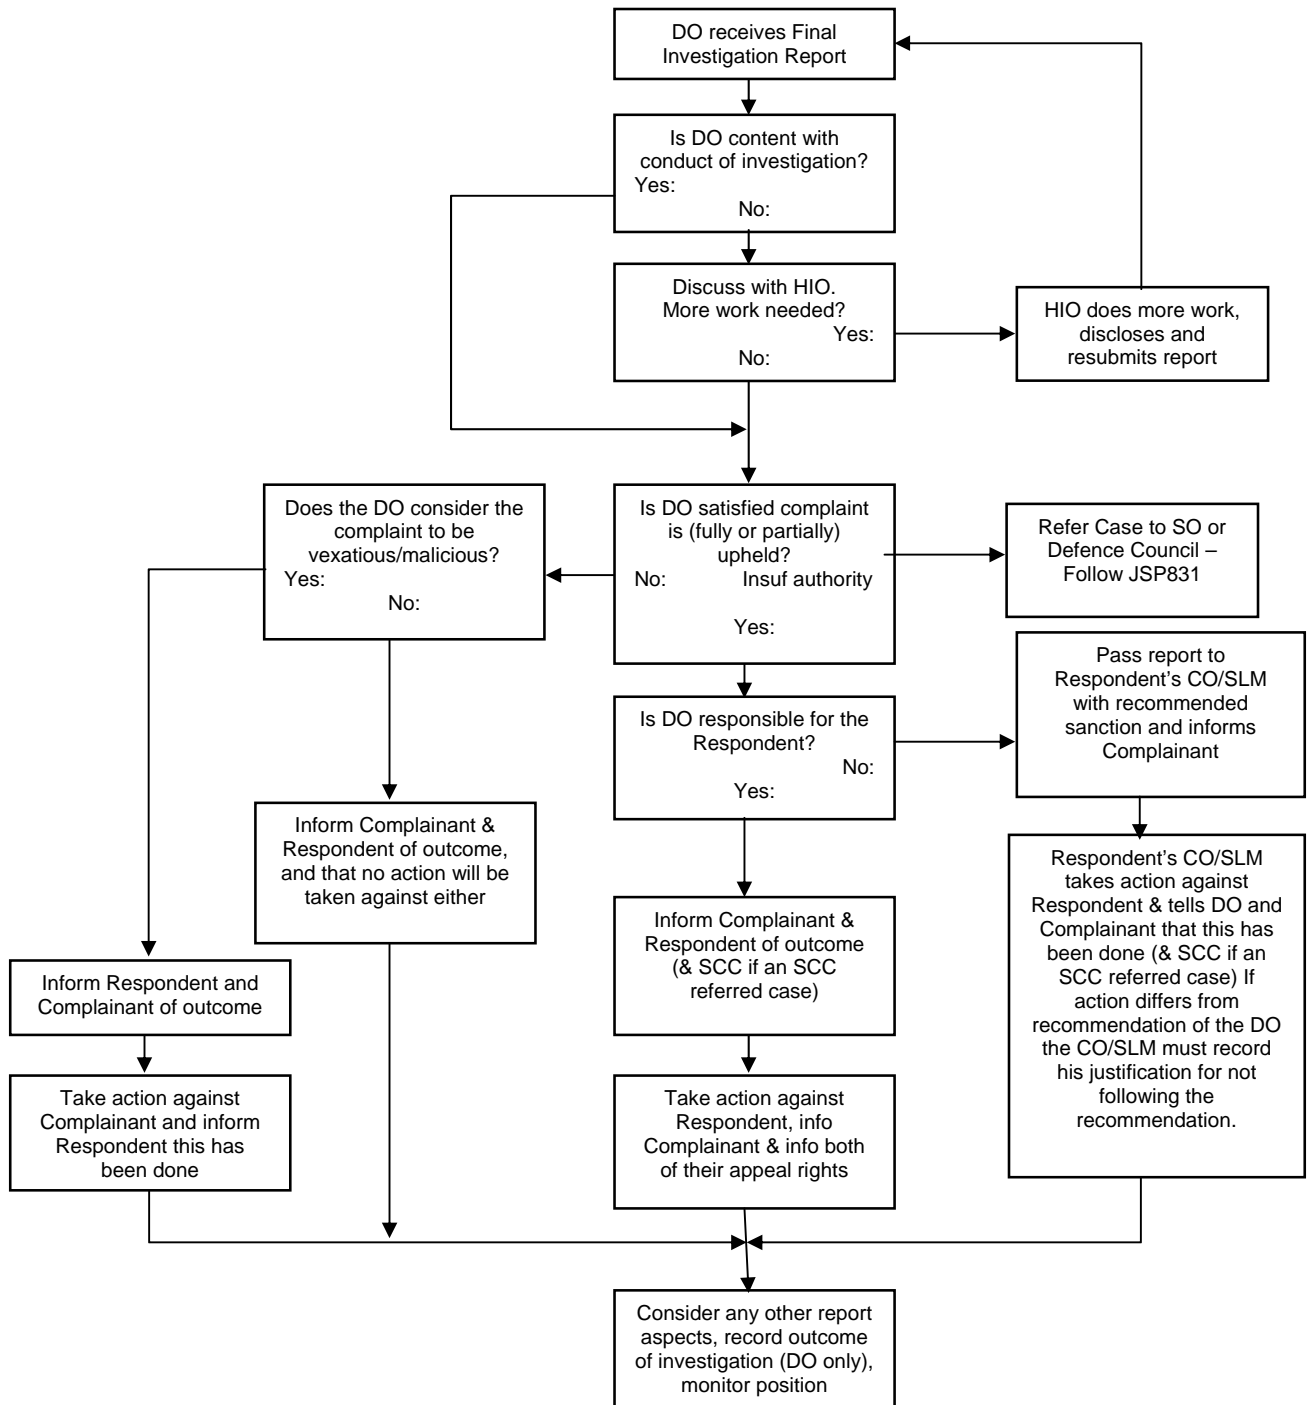 DO receives Final
Investigation Report
Is DO content with
conduct of investigation?
Yes:
No:
Discuss with HIO.
More work needed?
Yes:
No:
HIO does more work,
discloses and
resubmits report
Does the DO consider the
complaint to be
vexatious/malicious?
Yes:
No:
Is DO satisfied complaint
is (fully or partially)
upheld?
No: Insuf authority
Yes:
Refer Case to SO or
Defence Council –
Follow JSP831
Is DO responsible for the
Respondent?
No:
Yes:
Pass report to
Respondent's CO/SLM
with recommended
sanction and informs
Complainant
Inform Complainant &
Respondent of outcome,
and that no action will be
taken against either
Inform Complainant &
Respondent of outcome
(& SCC if an SCC
referred case)
Respondent's CO/SLM
takes action against
Respondent & tells DO and
Complainant that this has
been done (& SCC if an
SCC referred case) If
action differs from
recommendation of the DO
the CO/SLM must record
his justification for not
following the
recommendation.
Inform Respondent and
Complainant of outcome
Take action against
Complainant and inform
Respondent this has
been done
Take action against
Respondent, info
Complainant & info both
of their appeal rights
Consider any other report
aspects, record outcome
of investigation (DO only),
monitor position